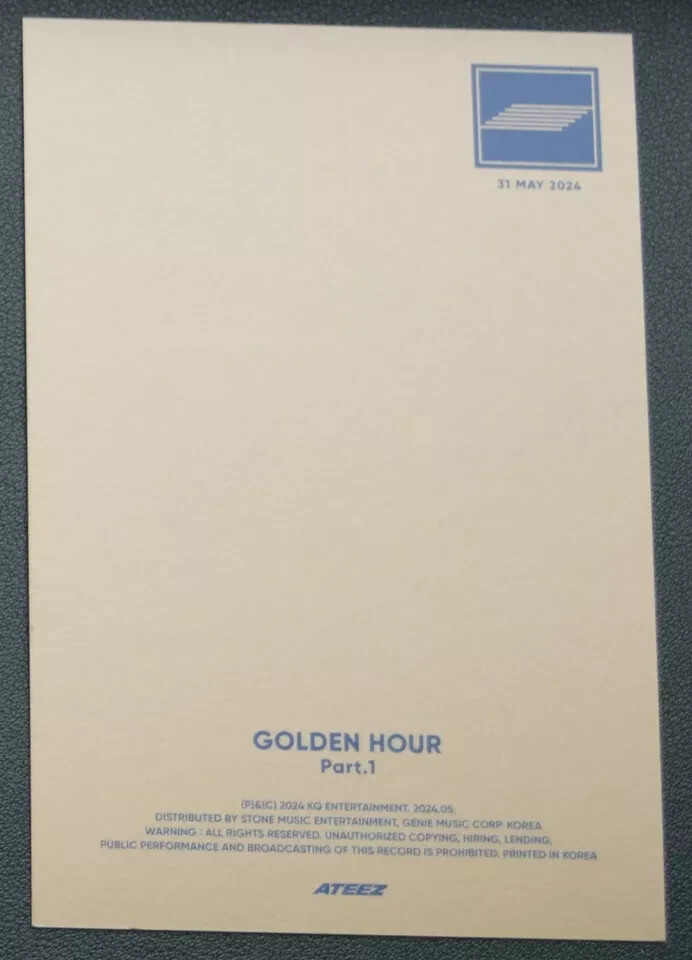 31 MAY 2024
GOLDEN HOUR
Part.1
(P)&(C) 2024 KQ ENTERTAINMENT. 2024.05.
DISTRIBUTED BY STONE MUSIC ENTERTAINMENT, GENIE MUSIC CORP. KOREA
WARNING : ALL RIGHTS RESERVED. UNAUTHORIZED COPYING, HIRING, LENDING,
PUBLIC PERFORMANCE AND BROADCASTING OF THIS RECORD IS PROHIBITED. PRINTED IN KOREA
ATEEZ